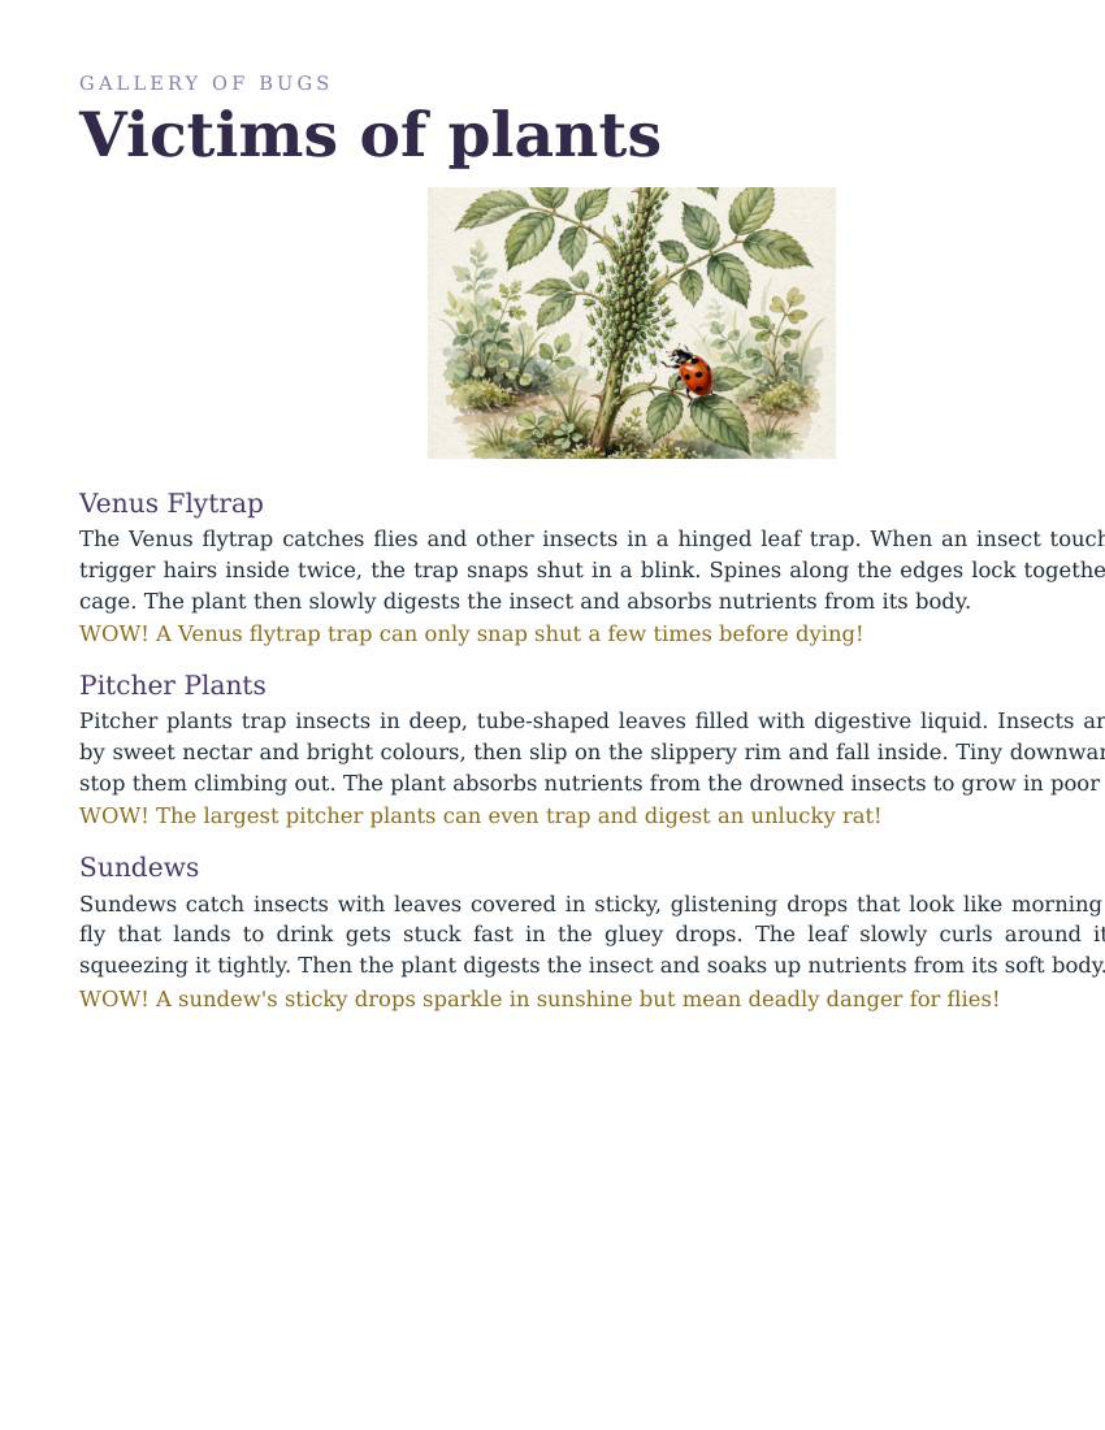 GALLERY OF BUGS
Victims of plants
Venus Flytrap
The Venus flytrap catches flies and other insects in a hinged leaf trap. When an insect
trigger hairs inside twice, the trap snaps shut in a blink. Spines along the edges lock
cage. The plant then slowly digests the insect and absorbs nutrients from its body.
WOW! A Venus flytrap trap can only snap shut a few times before dying!
Pitcher Plants
Pitcher plants trap insects in deep, tube-shaped leaves filled with digestive liquid. Insects
by sweet nectar and bright colours, then slip on the slippery rim and fall inside. Tiny
stop them climbing out. The plant absorbs nutrients from the drowned insects to grow in poor
WOW! The largest pitcher plants can even trap and digest an unlucky rat!
Sundews
Sundews catch insects with leaves covered in sticky, glistening drops that look like morning
fly that lands to drink gets stuck fast in the gluey drops. The leaf slowly curls around
squeezing it tightly. Then the plant digests the insect and soaks up nutrients from its soft body.
WOW! A sundew's sticky drops sparkle in sunshine but mean deadly danger for flies!